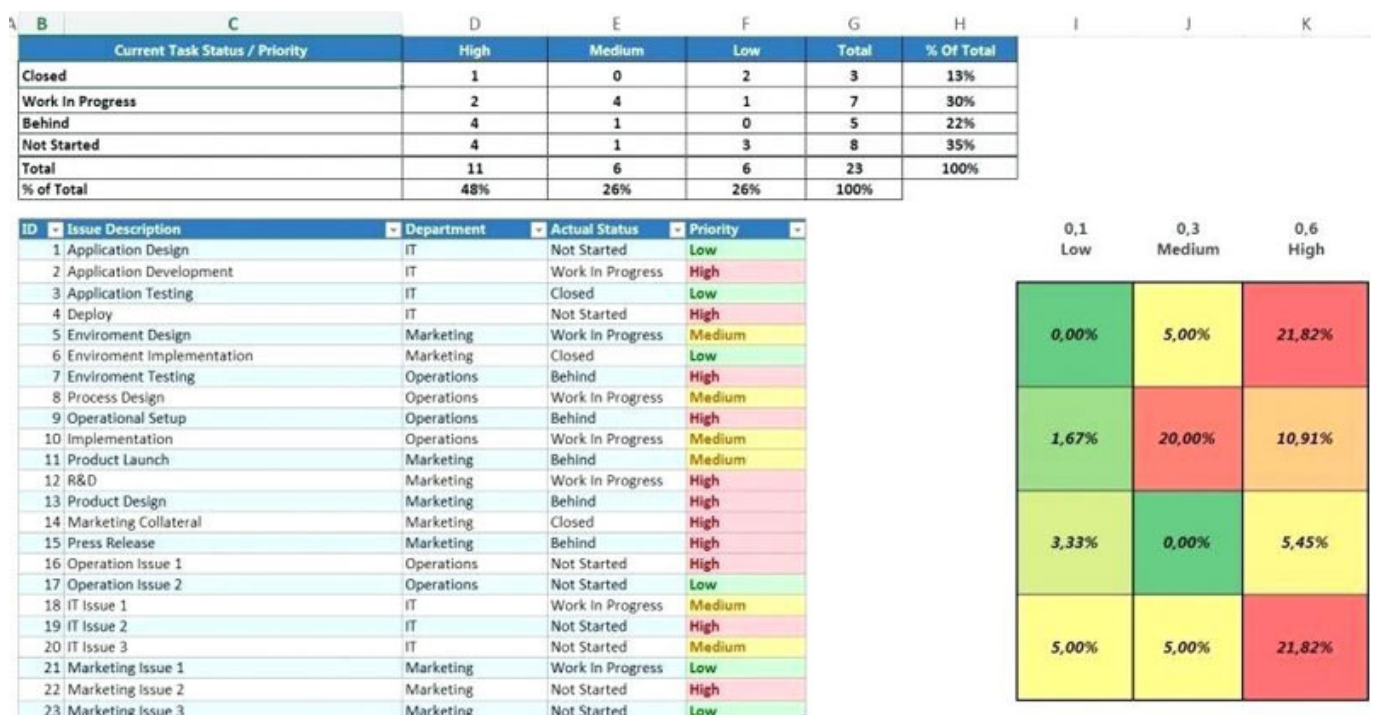 A B C D E F G H I J K
Current Task Status / Priority High Medium Low Total % Of Total
Closed 1 0 2 3 13%
Work In Progress 2 4 1 7 30%
Behind 4 1 0 5 22%
Not Started 4 1 3 8 35%
Total 11 6 6 23 100%
% of Total 48% 26% 26% 100%
ID Issue Description Department Actual Status Priority
1 Application Design IT Not Started Low
2 Application Development IT Work In Progress High
3 Application Testing IT Closed Low
4 Deploy IT Not Started High
5 Enviroment Design Marketing Work In Progress Medium
6 Enviroment Implementation Marketing Closed Low
7 Enviroment Testing Operations Behind High
8 Process Design Operations Work In Progress Medium
9 Operational Setup Operations Behind High
10 Implementation Operations Work In Progress Medium
11 Product Launch Marketing Behind Medium
12 R&D Marketing Work In Progress High
13 Product Design Marketing Behind High
14 Marketing Collateral Marketing Closed High
15 Press Release Marketing Behind High
16 Operation Issue 1 Operations Not Started High
17 Operation Issue 2 Operations Not Started Low
18 IT Issue 1 IT Work In Progress Medium
19 IT Issue 2 IT Not Started High
20 IT Issue 3 IT Not Started Medium
21 Marketing Issue 1 Marketing Work In Progress Low
22 Marketing Issue 2 Marketing Not Started High
23 Marketing Issue 3 Marketing Not Started Low
0,1 0,3 0,6
Low Medium High
0,00% 5,00% 21,82%
1,67% 20,00% 10,91%
3,33% 0,00% 5,45%
5,00% 5,00% 21,82%